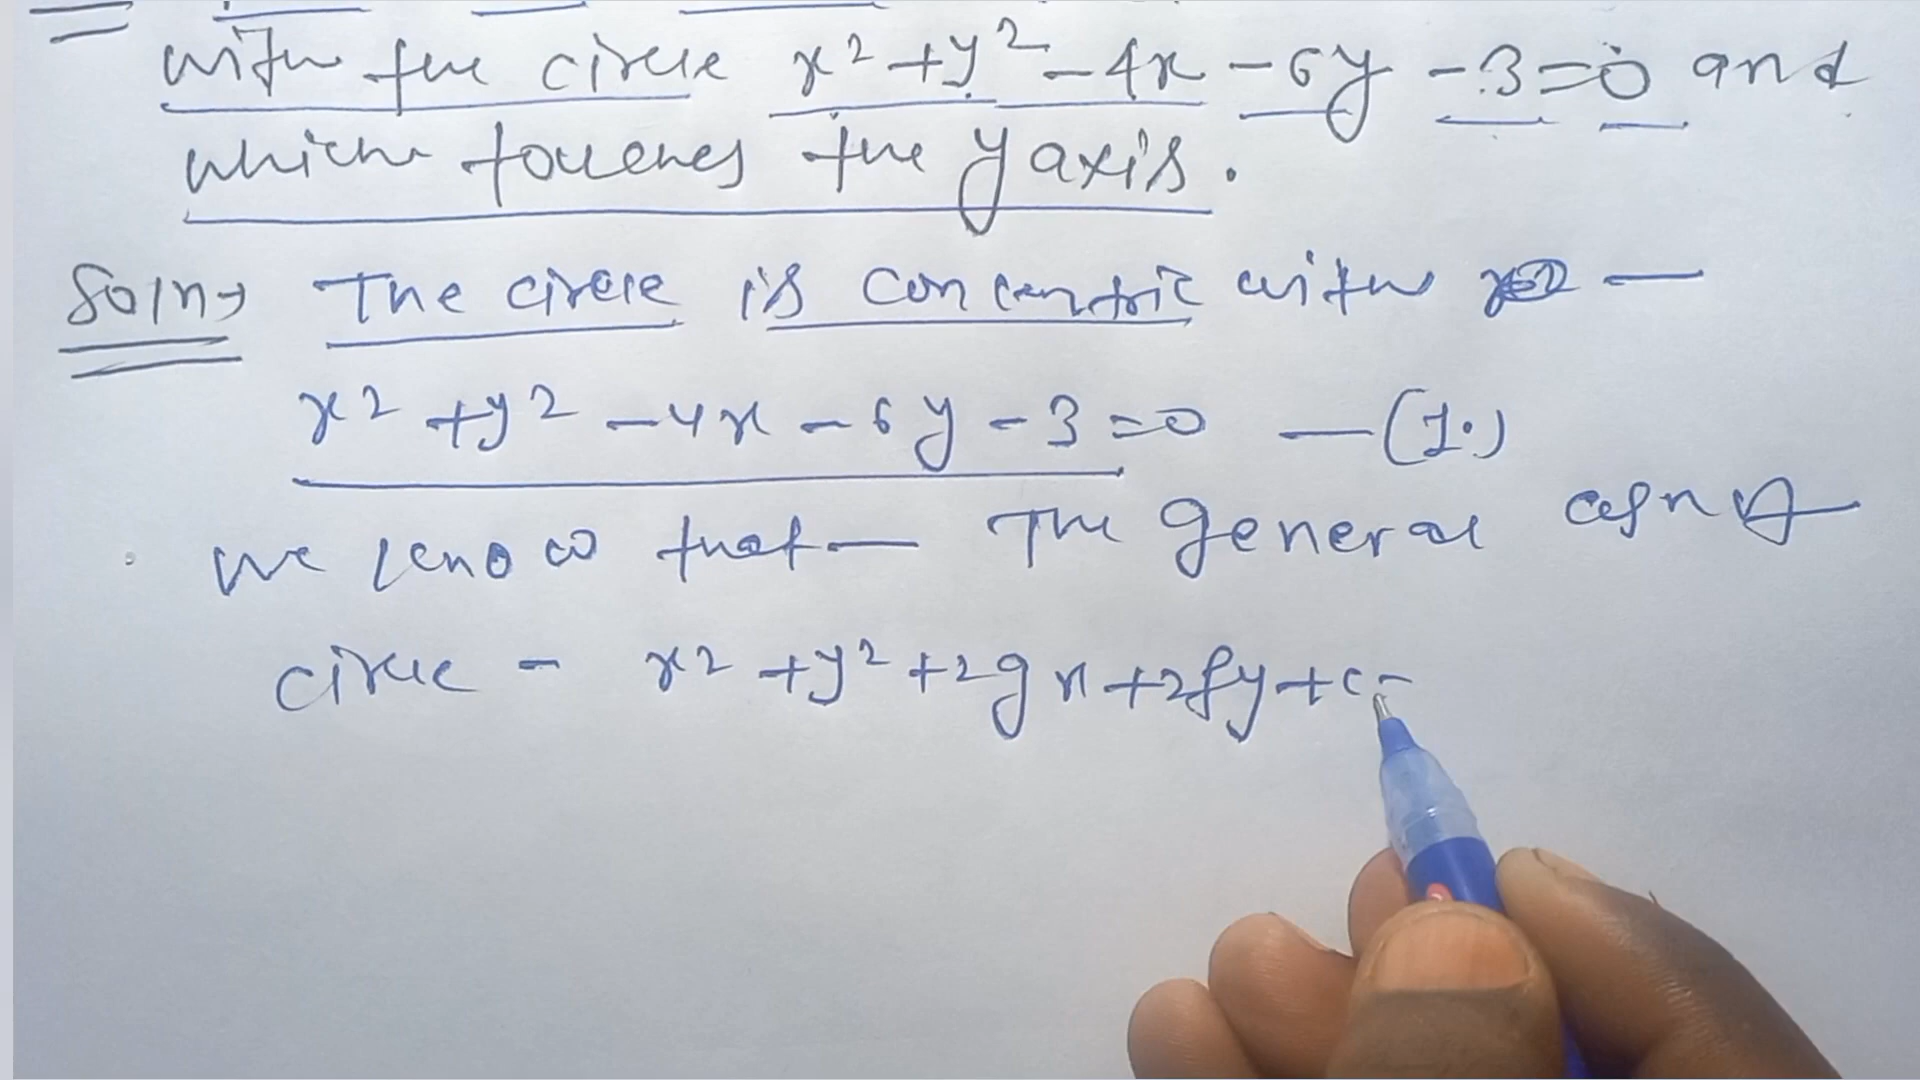 with the circle x² + y² - 4x - 6y - 3 = 0 and
which touches the y axis.
Soln → The circle is concentric with —
x² + y² - 4x - 6y - 3 = 0 — (1.)
we know that — The general eqn of
circle - x² + y² + 2gx + 2fy + c =